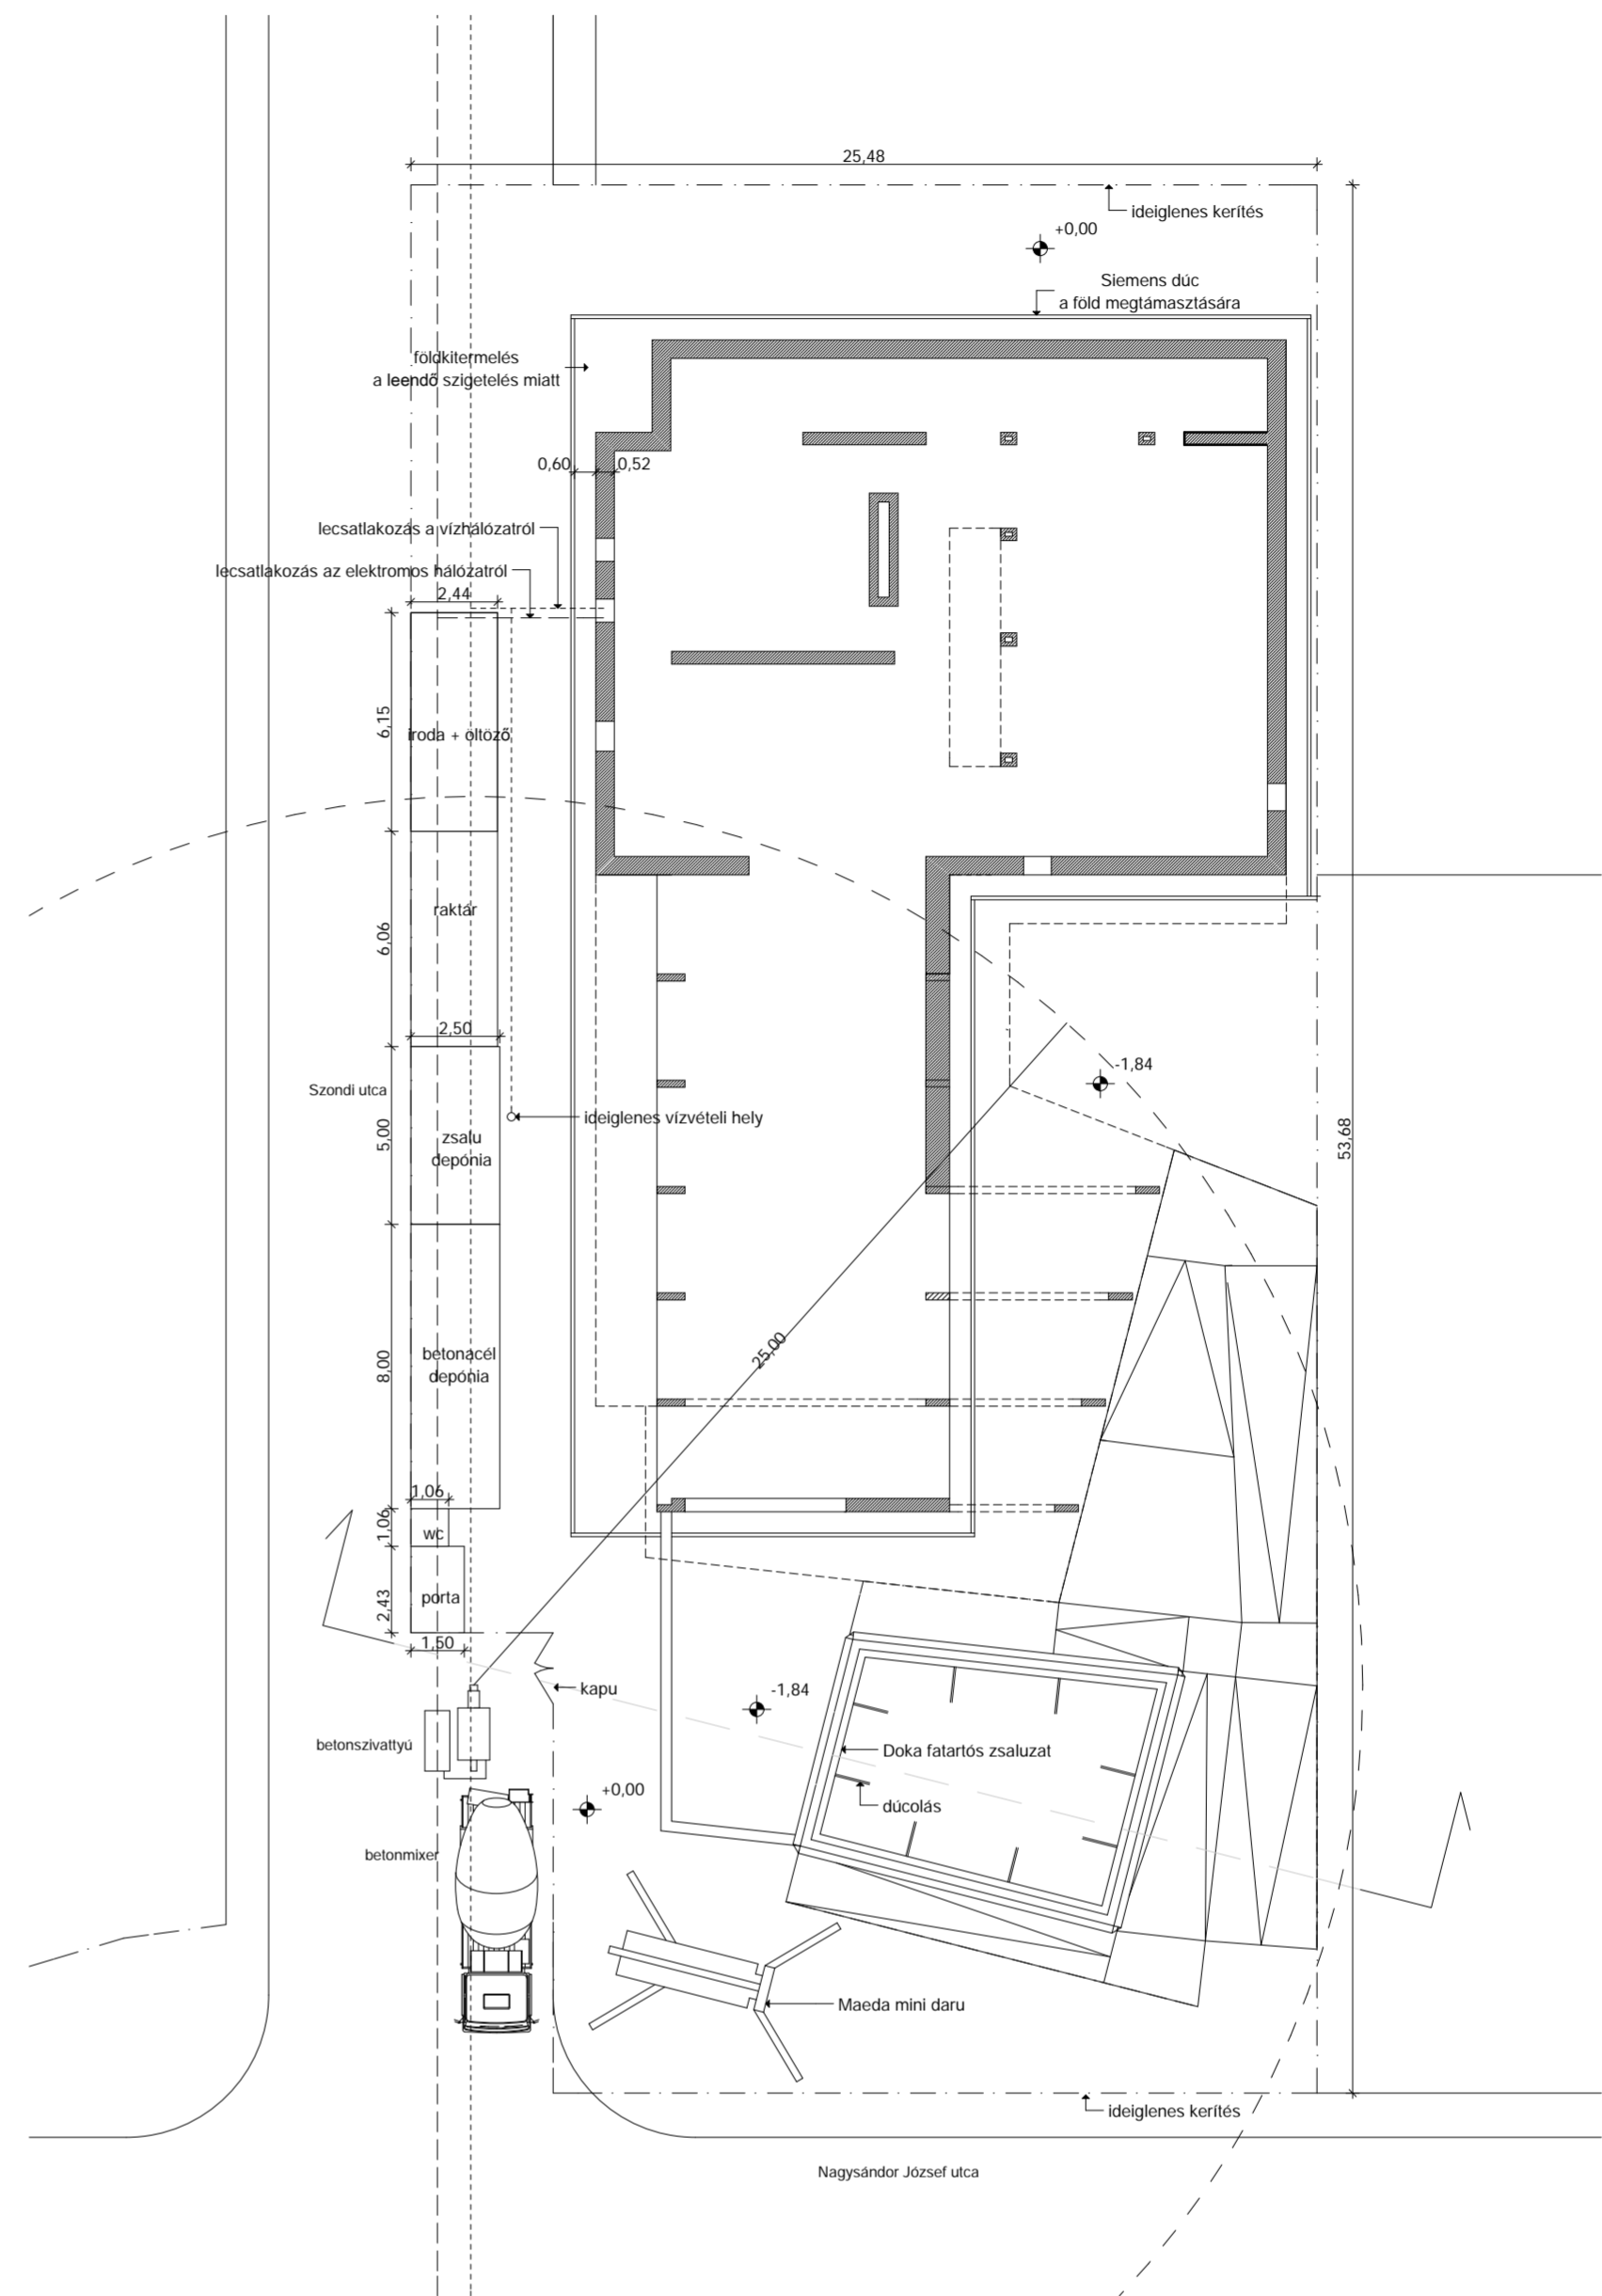 25,48
ideiglenes kerítés
+0,00
Siemens dúc
a föld megtámasztására
földkitermelés
a leendő szigetelés miatt
0,60
0,52
lecsatlakozás a vízhálózatról
lecsatlakozás az elektromos hálózatról
2,44
6,15
iroda + öltöző
raktár
6,06
2,50
-1,84
Szondi utca
ideiglenes vízvételi hely
5,00
zsalu
depónia
53,68
25,00
8,00
betonacél
depónia
1,06
1,06
wc
2,43
porta
1,50
kapu
-1,84
betonszivattyú
Doka fatartós zsaluzat
+0,00
dúcolás
betonmixer
Maeda mini daru
ideiglenes kerítés
Nagysándor József utca